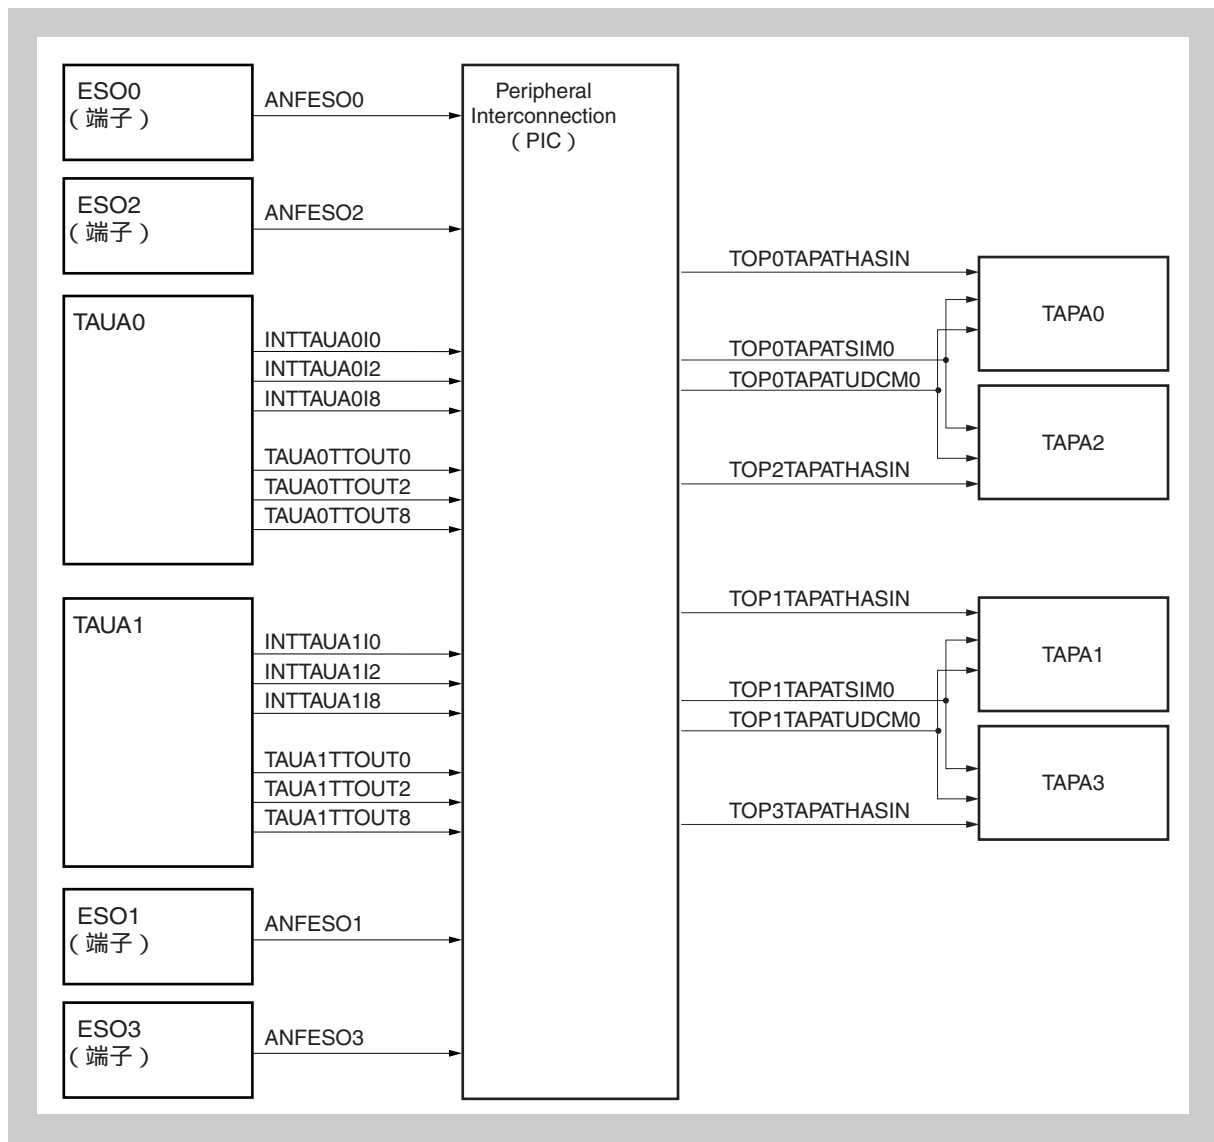 ESO0
（端子）
ANFESO0
Peripheral
Interconnection
（PIC）
ESO2
（端子）
ANFESO2
TAUA0
INTTAUA0I0
INTTAUA0I2
INTTAUA0I8
TAUA0TTOUT0
TAUA0TTOUT2
TAUA0TTOUT8
TOP0TAPATHASIN
TOP0TAPATSIM0
TOP0TAPATUDCM0
TOP2TAPATHASIN
TAPA0
TAPA2
TAUA1
INTTAUA1I0
INTTAUA1I2
INTTAUA1I8
TAUA1TTOUT0
TAUA1TTOUT2
TAUA1TTOUT8
TOP1TAPATHASIN
TOP1TAPATSIM0
TOP1TAPATUDCM0
TOP3TAPATHASIN
TAPA1
TAPA3
ESO1
（端子）
ANFESO1
ESO3
（端子）
ANFESO3